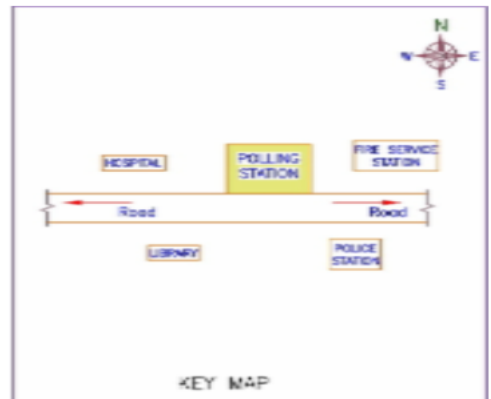 N
W E
S
HOSPITAL
POLLING
STATION
FIRE SERVICE
STATION
Road
Road
LIBRARY
POLICE
STATION
KEY MAP